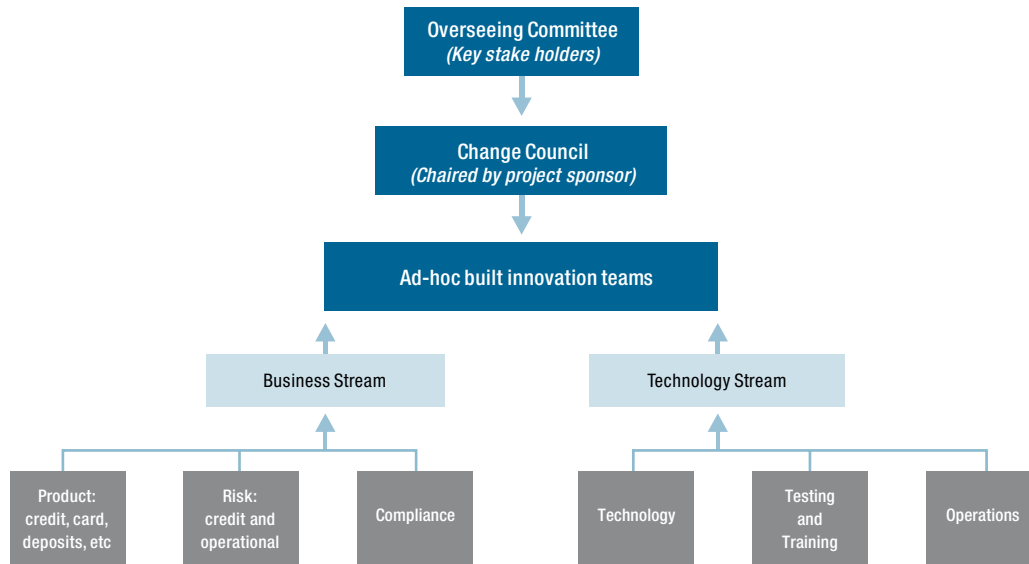 Overseeing Committee
(Key stake holders)
Change Council
(Chaired by project sponsor)
Ad-hoc built innovation teams
Business Stream
Technology Stream
Product:
credit, card,
deposits, etc
Risk:
credit and
operational
Compliance
Technology
Testing
and
Training
Operations